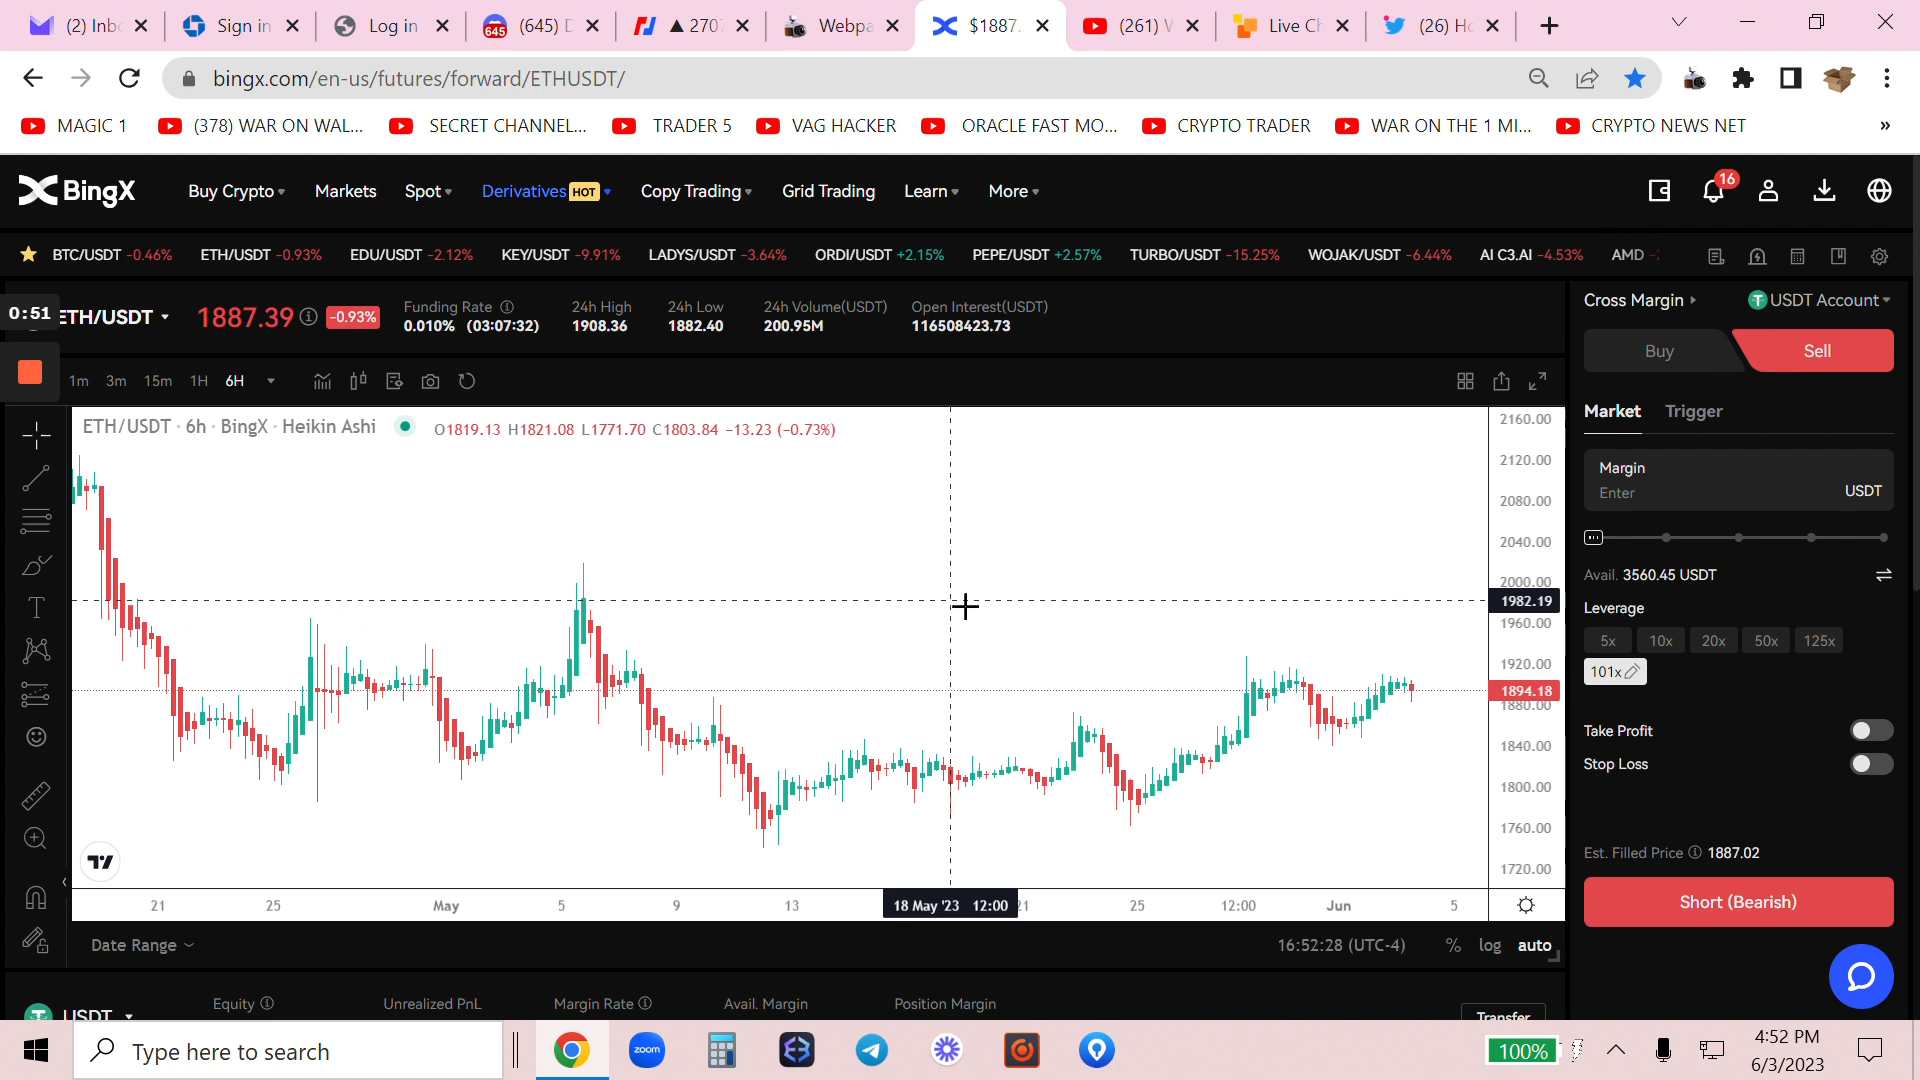 (2) Inb
Sign in
Log in
645
(645) D
▲ 270
Webpa
$1887.
(261) V
Live Ch
(26) Ho
bingx.com/en-us/futures/forward/ETHUSDT/
MAGIC 1
(378) WAR ON WAL...
SECRET CHANNEL...
TRADER 5
VAG HACKER
ORACLE FAST MO...
CRYPTO TRADER
WAR ON THE 1 MI...
CRYPTO NEWS NET
»
BingX
Buy Crypto
Markets
Spot
Derivatives HOT
Copy Trading
Grid Trading
Learn
More
16
BTC/USDT -0.46%
ETH/USDT -0.93%
EDU/USDT -2.12%
KEY/USDT -9.91%
LADYS/USDT -3.64%
ORDI/USDT +2.15%
PEPE/USDT +2.57%
TURBO/USDT -15.25%
WOJAK/USDT -6.44%
AI C3.AI -4.53%
AMD
0:51
ETH/USDT
1887.39
-0.93%
Funding Rate
0.010% (03:07:32)
24h High
1908.36
24h Low
1882.40
24h Volume(USDT)
200.95M
Open Interest(USDT)
116508423.73
1m 3m 15m 1H 6H
ETH/USDT · 6h · BingX · Heikin Ashi
O1819.13 H1821.08 L1771.70 C1803.84 -13.23 (-0.73%)
2160.00
2120.00
2080.00
2040.00
2000.00
1982.19
1960.00
1920.00
1894.18
1880.00
1840.00
1800.00
1760.00
1720.00
21 25 May 5 9 13 18 May '23 12:00 21 25 12:00 Jun 5
Date Range
16:52:28 (UTC-4)
% log auto
Cross Margin
USDT Account
Buy
Sell
Market
Trigger
Margin
Enter
USDT
Avail. 3560.45 USDT
Leverage
5x 10x 20x 50x 125x
101x
Take Profit
Stop Loss
Est. Filled Price 1887.02
Short (Bearish)
USDT
Equity
Unrealized PnL
Margin Rate
Avail. Margin
Position Margin
Transfer
Type here to search
zoom
100%
4:52 PM
6/3/2023